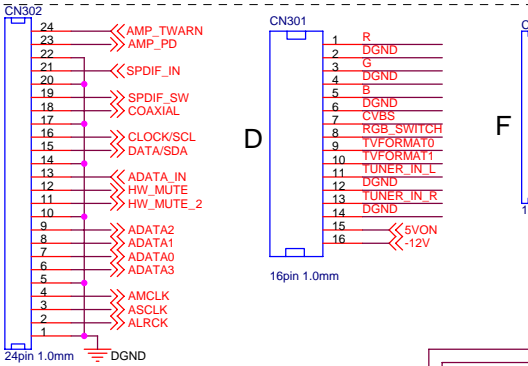 CN302
24 AMP_TWARN
23 AMP_PD
22
21 SPDIF_IN
20
19 SPDIF_SW
18 COAXIAL
17
16 CLOCK/SCL
15 DATA/SDA
14
13 ADATA_IN
12 HW_MUTE
11 HW_MUTE_2
10
9 ADATA2
8 ADATA1
7 ADATA0
6 ADATA3
5
4 AMCLK
3 ASCLK
2 ALRCK
1
DGND
24pin 1.0mm
D
CN301
1 R
2 DGND
3 G
4 DGND
5 B
6 DGND
7 CVBS
8 RGB_SWITCH
9 TVFORMAT0
10 TVFORMAT1
11 TUNER_IN_L
12 DGND
13 TUNER_IN_R
14 DGND
15 5VON
16 -12V
16pin 1.0mm
F
1